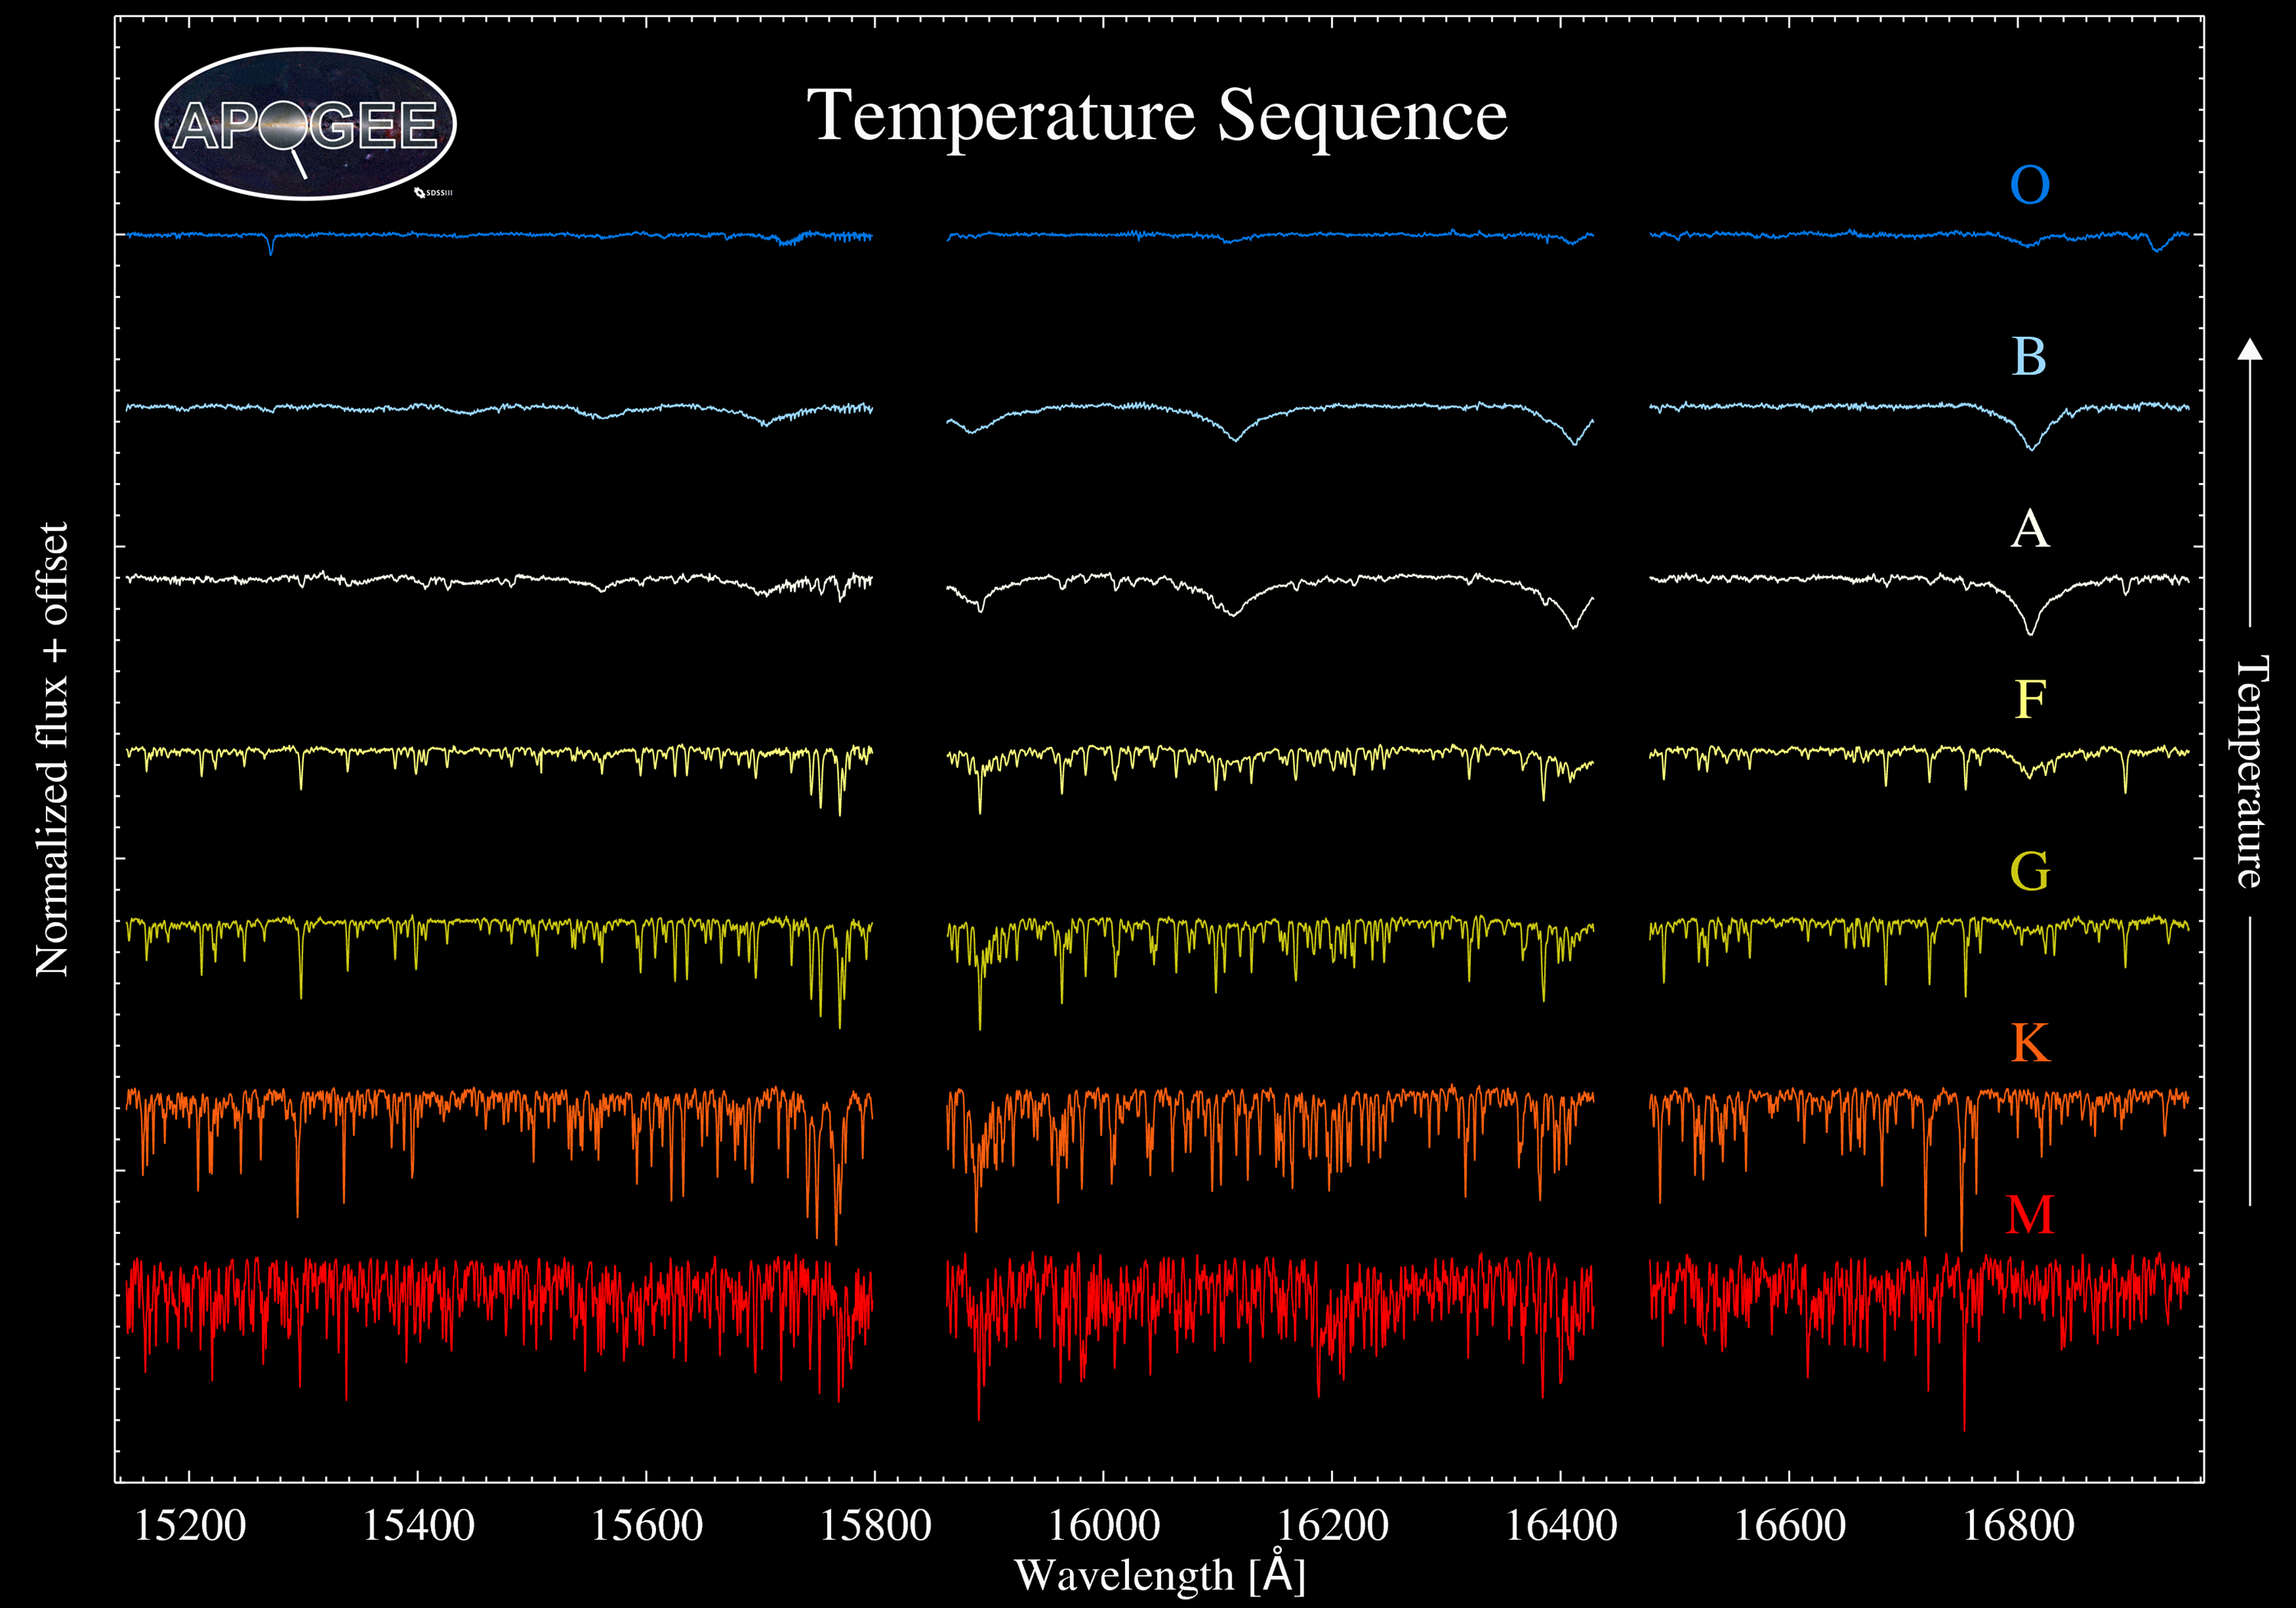 APOGEE
SDSSIII
Temperature Sequence
O
B
A
F
G
K
M
Normalized flux + offset
Temperature
15200 15400 15600 15800 16000 16200 16400 16600 16800
Wavelength [Å]